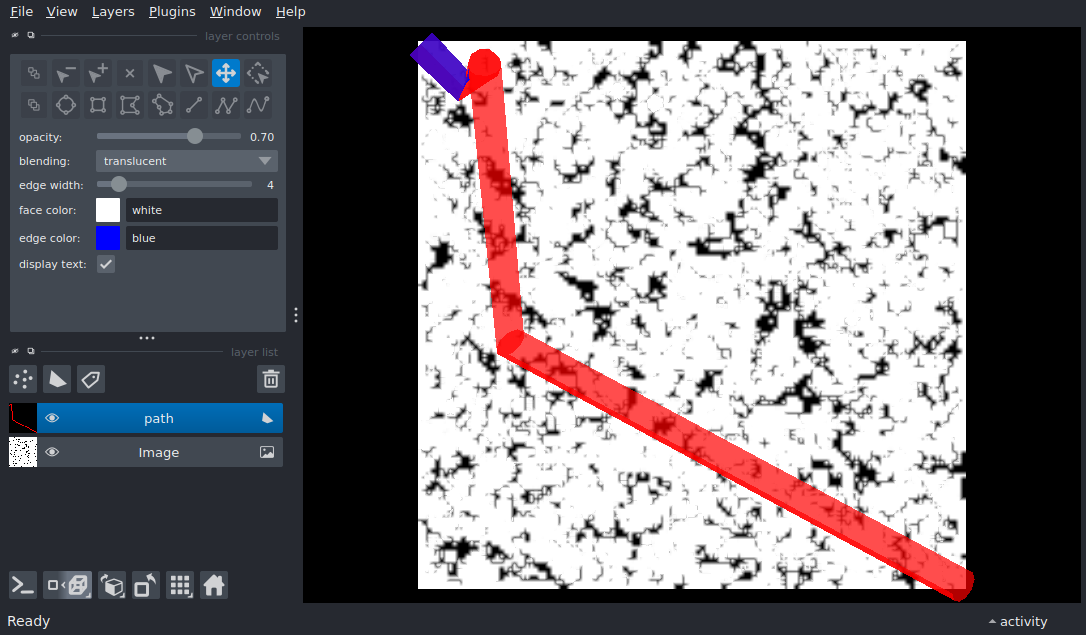 File View Layers Plugins Window Help
layer controls
opacity: 0.70
blending: translucent
edge width: 4
face color: white
edge color: blue
display text:
layer list
path
Image
Ready
activity